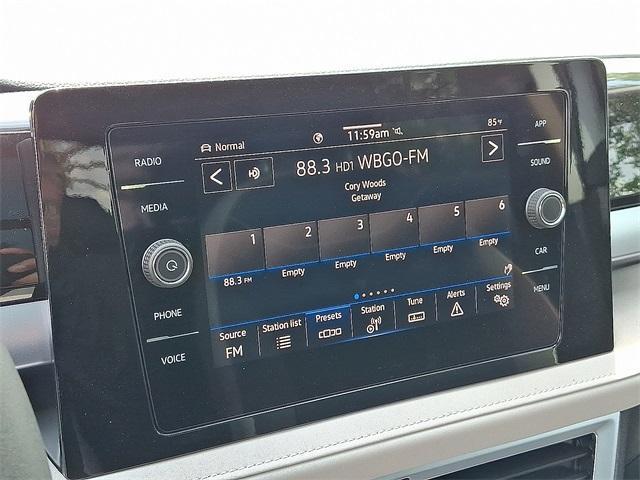 Normal
11:59am
85°F
88.3 HD1 WBGO-FM
Cory Woods
Getaway
1 2 3 4 5 6
88.3 FM Empty Empty Empty Empty Empty
Source Station list Presets Station Tune Alerts Settings
FM
RADIO
MEDIA
PHONE
VOICE
APP
SOUND
CAR
MENU